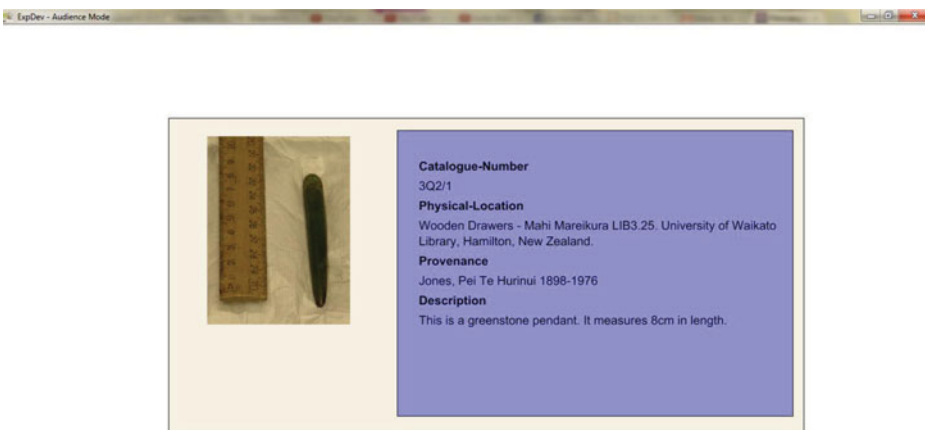 ExpDev - Audience Mode
Catalogue-Number
3Q2/1
Physical-Location
Wooden Drawers - Mahi Mareikura LIB3.25. University of Waikato
Library, Hamilton, New Zealand.
Provenance
Jones, Pei Te Hurinui 1898-1976
Description
This is a greenstone pendant. It measures 8cm in length.